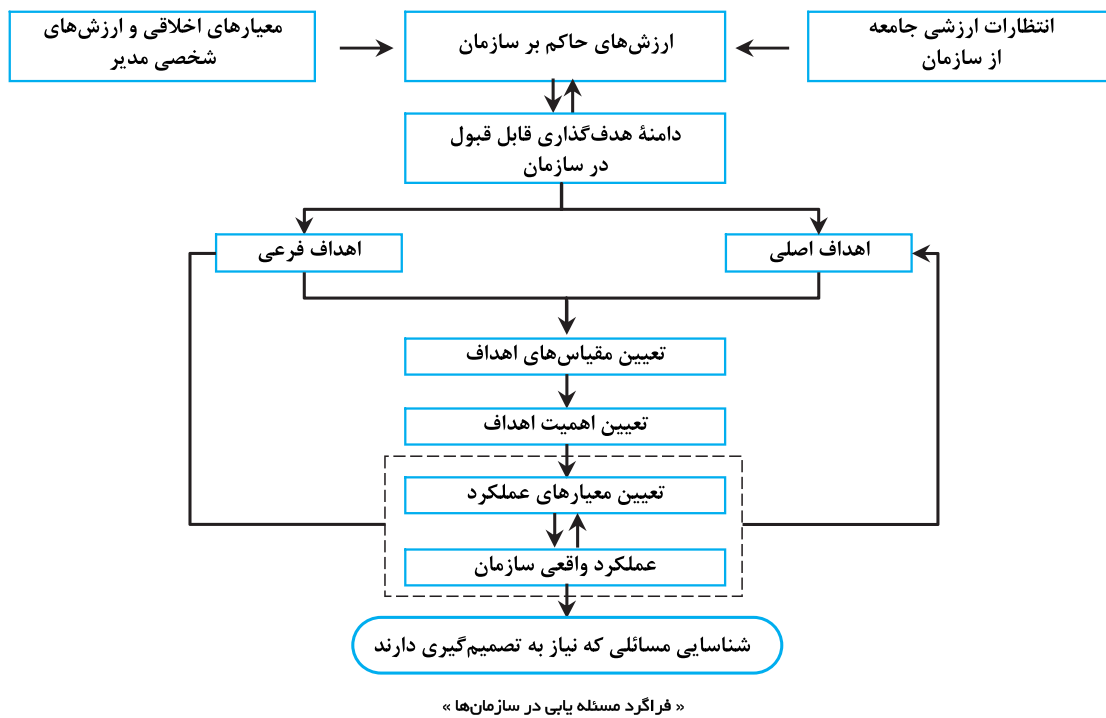 انتظارات ارزشی جامعه
از سازمان
ارزش‌های حاکم بر سازمان
معیارهای اخلاقی و ارزش‌های
شخصی مدیر
دامنهٔ هدف‌گذاری قابل قبول
در سازمان
اهداف اصلی
اهداف فرعی
تعیین مقیاس‌های اهداف
تعیین اهمیت اهداف
تعیین معیارهای عملکرد
عملکرد واقعی سازمان
شناسایی مسائلی که نیاز به تصمیم‌گیری دارند
« فراگرد مسئله یابی در سازمان‌ها »